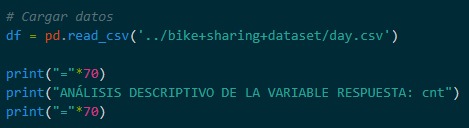 # Cargar datos
df = pd.read_csv('../bike+sharing+dataset/day.csv')
print("="*70)
print("ANÁLISIS DESCRIPTIVO DE LA VARIABLE RESPUESTA: cnt")
print("="*70)